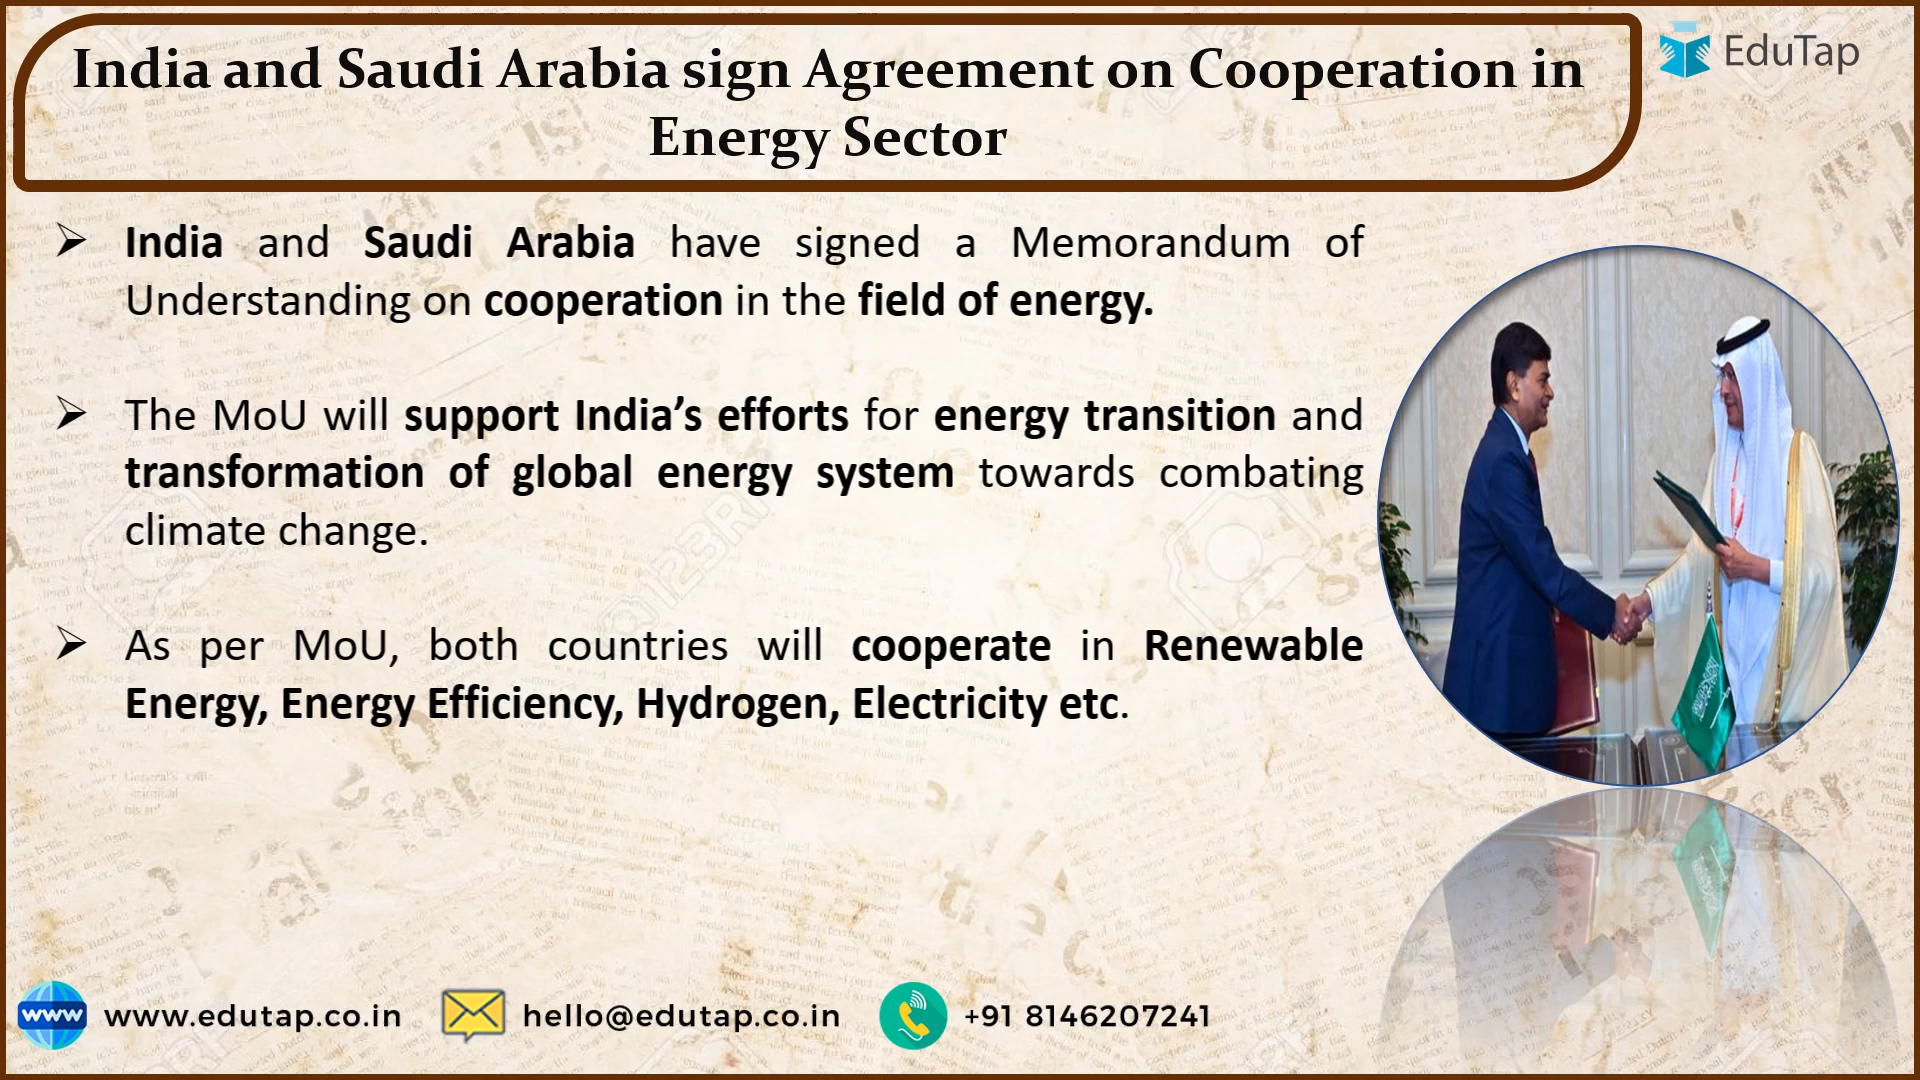 India and Saudi Arabia sign Agreement on Cooperation in
Energy Sector
EduTap
➢ India and Saudi Arabia have signed a Memorandum of
Understanding on cooperation in the field of energy.
➢ The MoU will support India’s efforts for energy transition and
transformation of global energy system towards combating
climate change.
➢ As per MoU, both countries will cooperate in Renewable
Energy, Energy Efficiency, Hydrogen, Electricity etc.
www www.edutap.co.in hello@edutap.co.in +91 8146207241